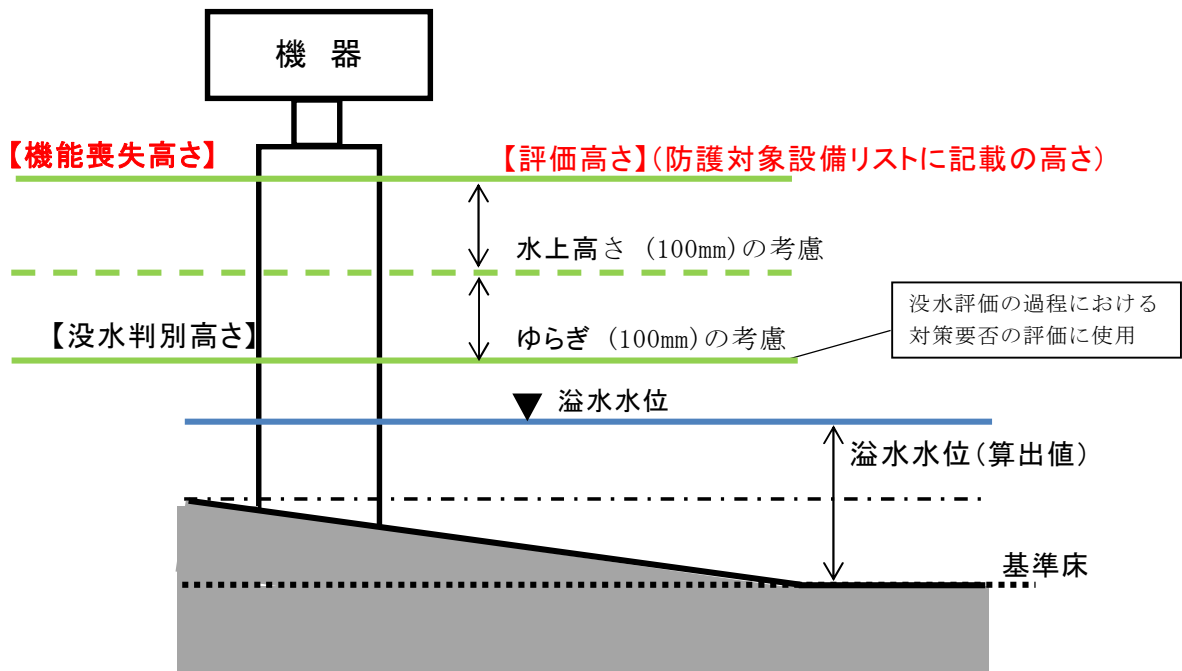 機 器
【機能喪失高さ】
【評価高さ】(防護対象設備リストに記載の高さ)
水上高さ (100mm)の考慮
【没水判別高さ】
ゆらぎ (100mm)の考慮
没水評価の過程における
対策要否の評価に使用
▼ 溢水水位
溢水水位(算出値)
基準床